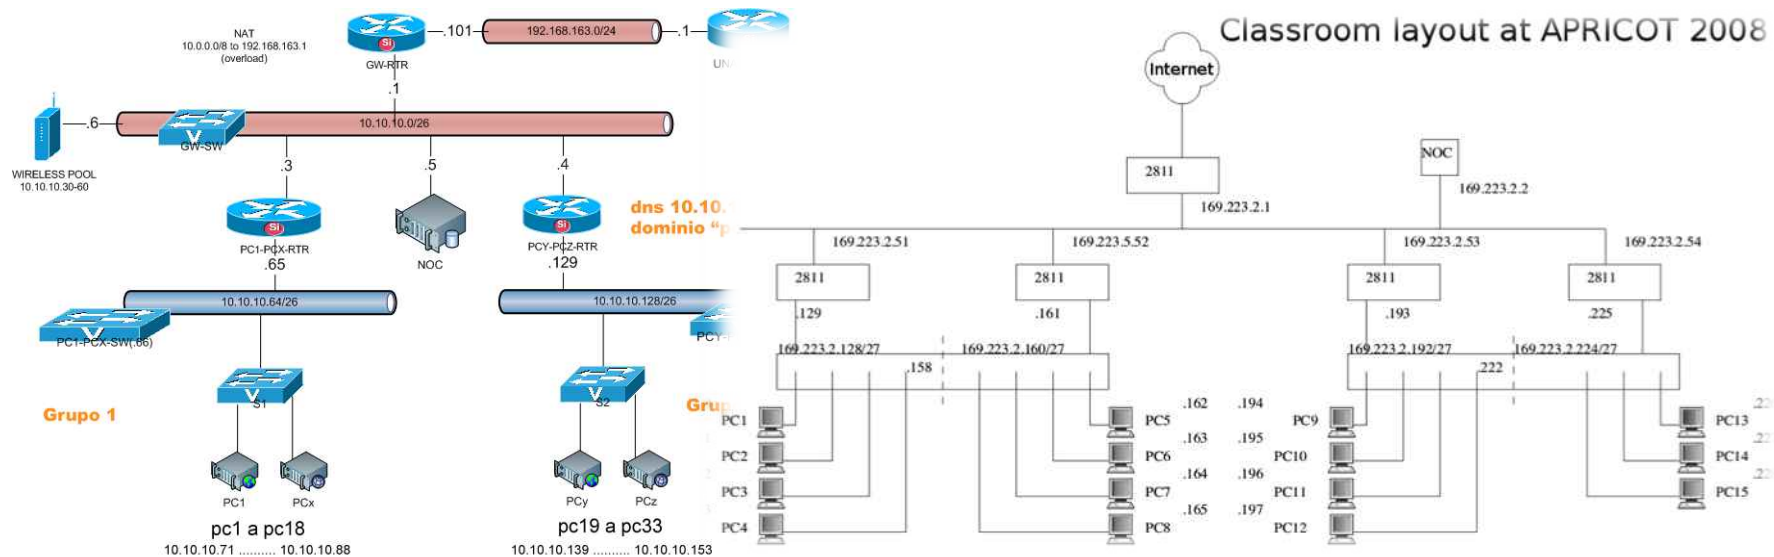 NAT
10.0.0.0/8 to 192.168.163.1
(overload)
.101
192.168.163.0/24
.1
Si
GW-RTR
.1
.6
10.10.10.0/26
GW-SW
WIRELESS POOL
10.10.10.30-60
.3
.5
.4
Si
PC1-PCX-RTR
.65
NOC
Si
PCY-PCZ-RTR
.129
dns 10.10.
dominio
10.10.10.64/26
10.10.10.128/26
PC1-PCX-SW(.66)
S1
S2
Grupo 1
PC1
PCx
PCy
PCz
pc1 a pc18
10.10.10.71 .......... 10.10.10.88
pc19 a pc33
10.10.10.139 .......... 10.10.10.153
Classroom layout at APRICOT 2008
Internet
2811
169.223.2.1
NOC
169.223.2.2
169.223.2.51
169.223.5.52
169.223.2.53
169.223.2.54
2811
2811
2811
2811
.129
.161
.193
.225
169.223.2.128/27
169.223.2.160/27
169.223.2.192/27
169.223.2.224/27
.158
.222
PC1
PC2
PC3
PC4
.162
PC5
.163
PC6
.164
PC7
.165
PC8
.194
PC9
.195
PC10
.196
PC11
.197
PC12
PC13
PC14
PC15